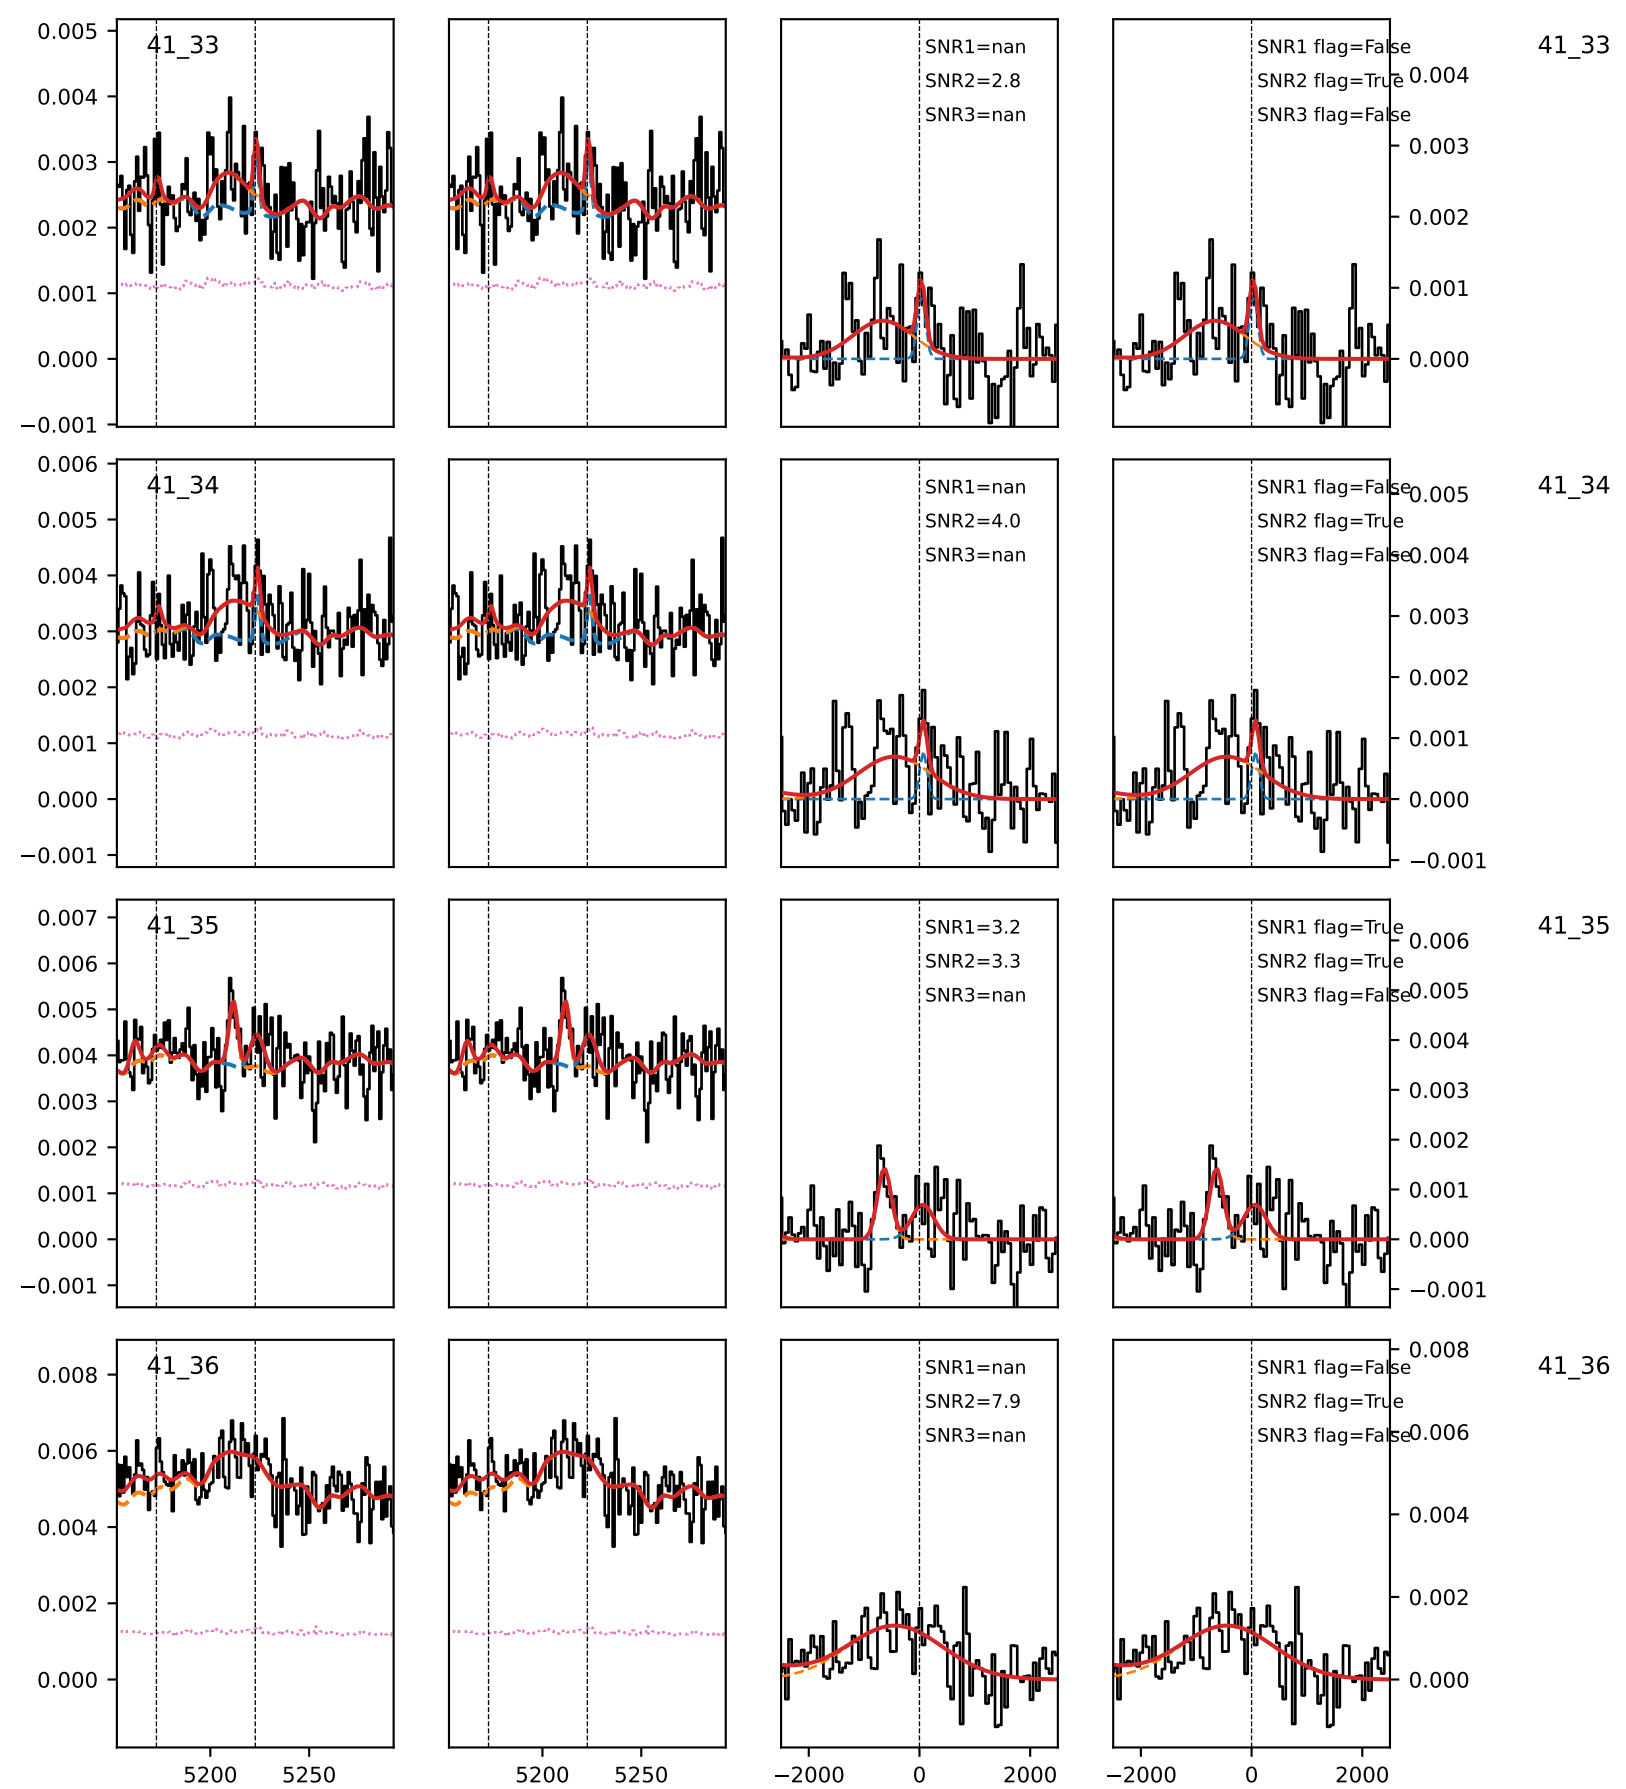 0.005
0.004
0.003
0.002
0.001
0.000
−0.001
41_33
SNR1=nan
SNR2=2.8
SNR3=nan
SNR1 flag=False
SNR2 flag=True
SNR3 flag=False
0.004
0.003
0.002
0.001
0.000
41_33
0.006
0.005
0.004
0.003
0.002
0.001
0.000
−0.001
41_34
SNR1=nan
SNR2=4.0
SNR3=nan
SNR1 flag=False
SNR2 flag=True
SNR3 flag=False
0.005
0.004
0.003
0.002
0.001
0.000
−0.001
41_34
0.007
0.006
0.005
0.004
0.003
0.002
0.001
0.000
−0.001
41_35
SNR1=3.2
SNR2=3.3
SNR3=nan
SNR1 flag=True
SNR2 flag=True
SNR3 flag=False
0.006
0.005
0.004
0.003
0.002
0.001
0.000
−0.001
41_35
0.008
0.006
0.004
0.002
0.000
41_36
SNR1=nan
SNR2=7.9
SNR3=nan
SNR1 flag=False
SNR2 flag=True
SNR3 flag=False
0.008
0.006
0.004
0.002
0.000
41_36
5200 5250
5200 5250
−2000 0 2000
−2000 0 2000